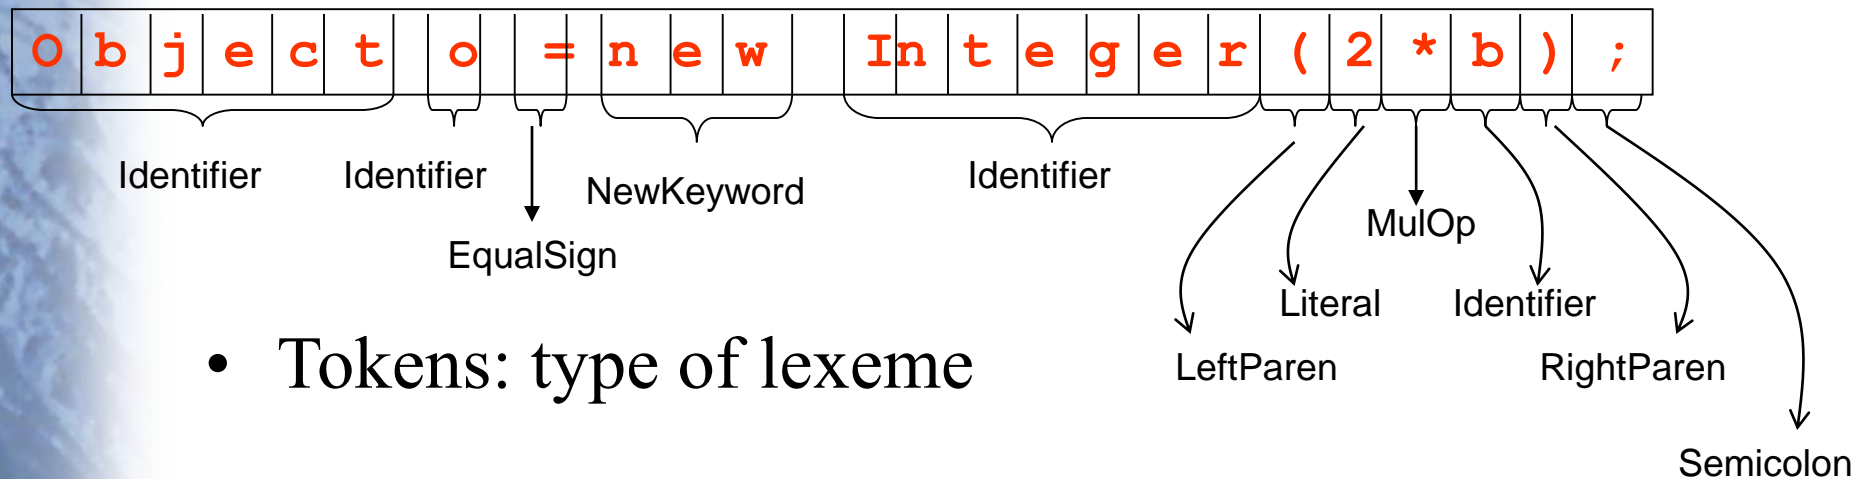 Object o = new Integer(2*b);
Identifier Identifier NewKeyword Identifier
MulOp
EqualSign
Literal Identifier
• Tokens: type of lexeme
LeftParen RightParen
Semicolon